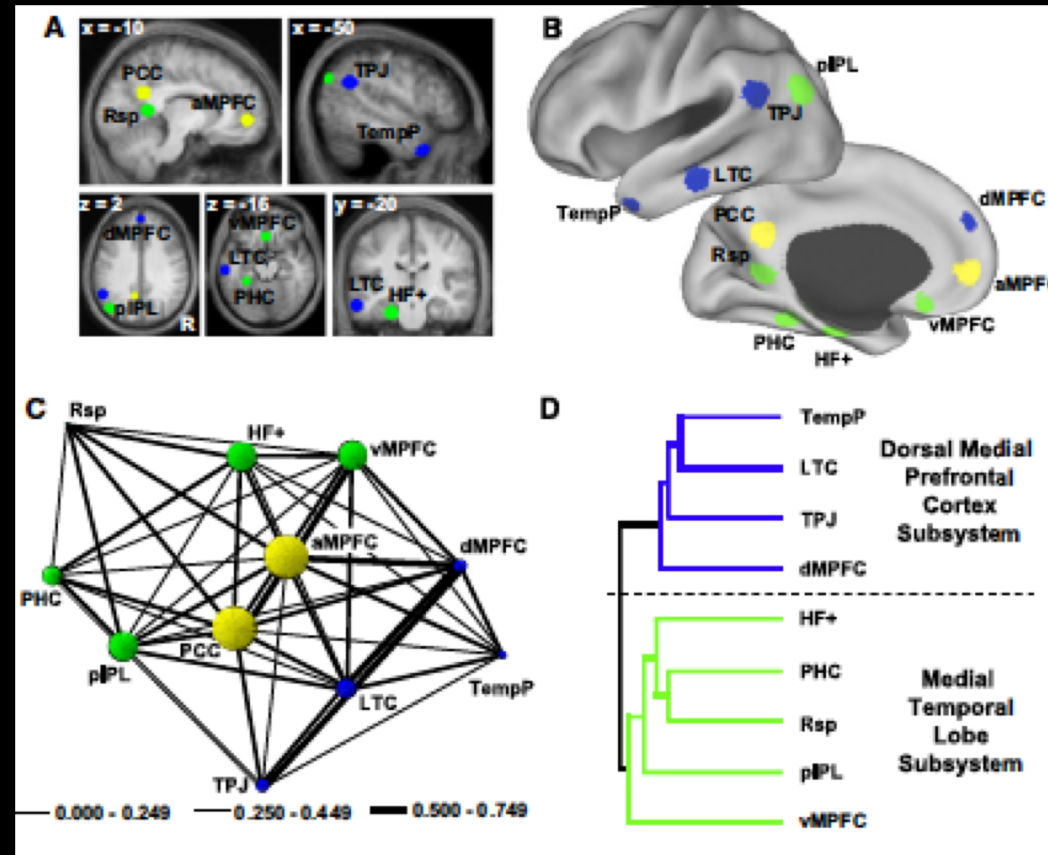 A
x = -10
PCC
Rsp
aMPFC
x = -50
TPJ
TempP
z = 2
dMPFC
pIPL
R
z = -16
vMPFC
LTC
PHC
y = -20
LTC
HF+
B
pIPL
TPJ
LTC
TempP
PCC
Rsp
dMPFC
aMPF
vMPFC
PHC
HF+
C
Rsp
HF+
vMPFC
aMPFC
dMPFC
PHC
pIPL
PCC
LTC
TempP
TPJ
0.000 - 0.249 0.250 - 0.449 0.500 - 0.749
D
TempP
LTC
TPJ
dMPFC
Dorsal Medial
Prefrontal
Cortex
Subsystem
HF+
PHC
Rsp
pIPL
vMPFC
Medial
Temporal
Lobe
Subsystem